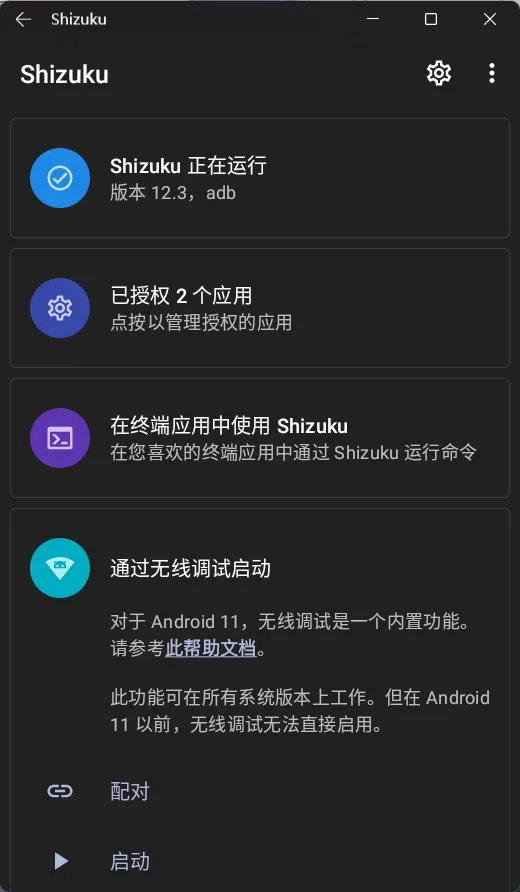 Shizuku
Shizuku
Shizuku 正在运行
版本 12.3，adb
已授权 2 个应用
点按以管理授权的应用
在终端应用中使用 Shizuku
在您喜欢的终端应用中通过 Shizuku 运行命令
通过无线调试启动
对于 Android 11，无线调试是一个内置功能。
请参考此帮助文档。
此功能可在所有系统版本上工作。但在 Android
11 以前，无线调试无法直接启用。
配对
启动